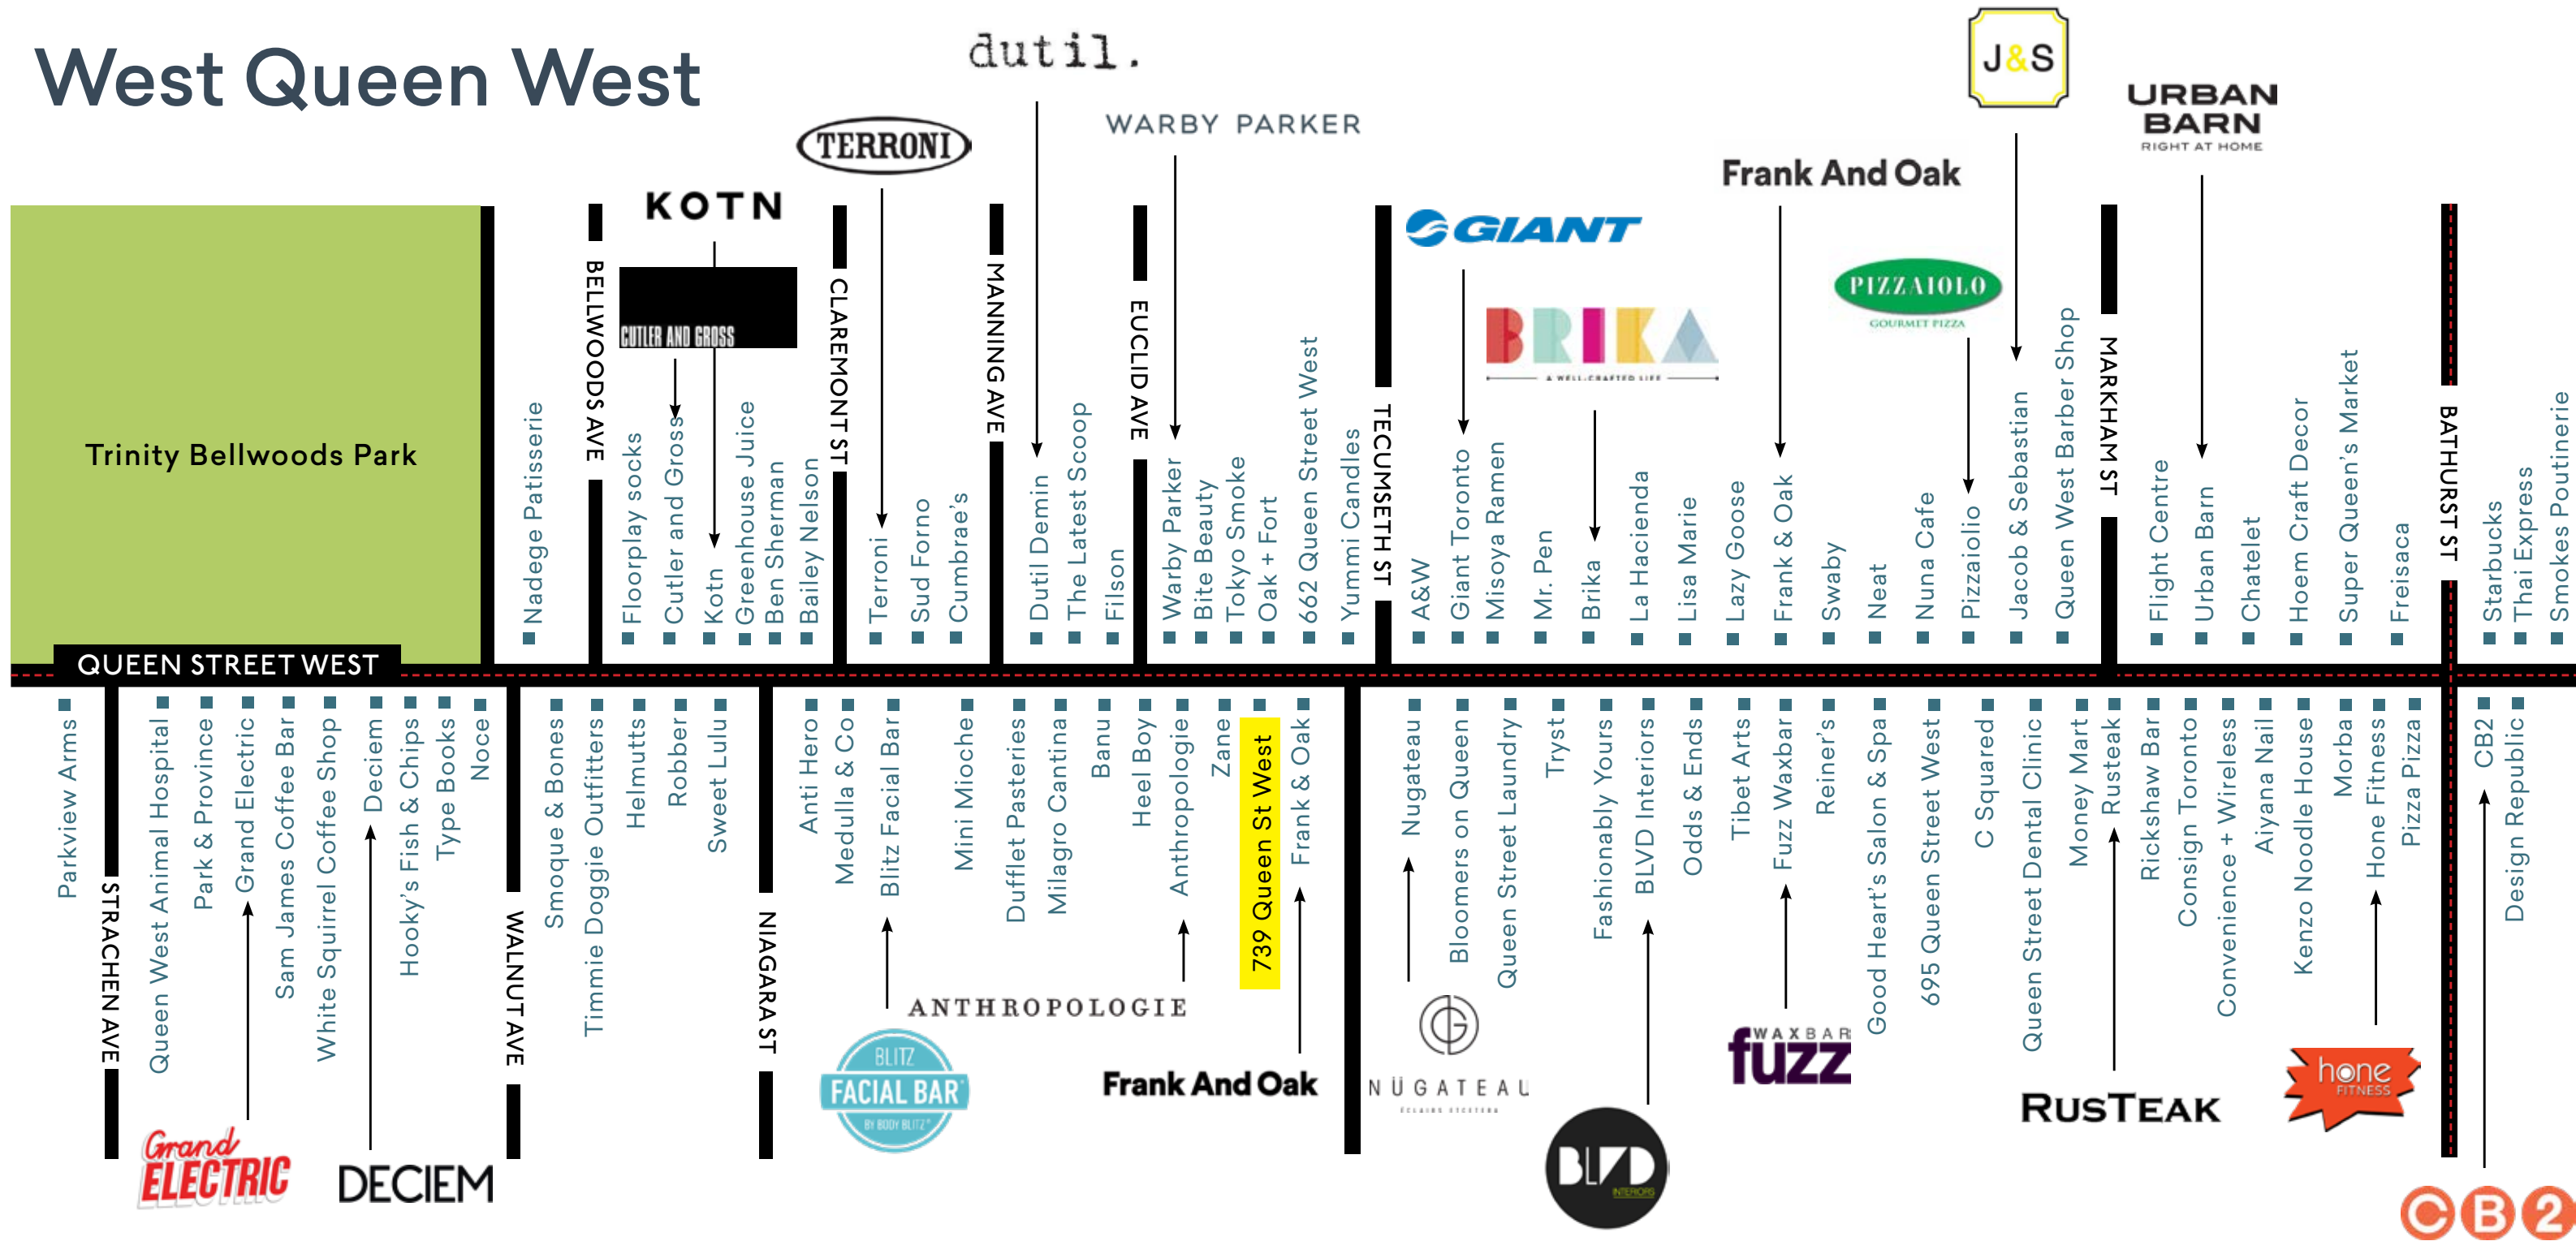 West Queen West
dutil.
WARBY PARKER
TERRONI
KOTN
CUTLER AND GROSS
J&S
URBAN
BARN
RIGHT AT HOME
Frank And Oak
GIANT
BRIKA
A WELL-CRAFTED LIFE
PIZZAIOLO
GOURMET PIZZA
Trinity Bellwoods Park
Nadege Patisserie
BELLWOODS AVE
Floorplay socks
Cutler and Gross
Kotn
Greenhouse Juice
Ben Sherman
Bailey Nelson
CLAREMONT ST
Terroni
Sud Forno
Cumbrae's
MANNING AVE
Dutil Demin
The Latest Scoop
Filson
EUCLID AVE
Warby Parker
Bite Beauty
Tokyo Smoke
Oak + Fort
662 Queen Street West
Yummi Candles
TECUMSETH ST
A&W
Giant Toronto
Misoya Ramen
Mr. Pen
Brika
La Hacienda
Lisa Marie
Lazy Goose
Frank & Oak
Swaby
Neat
Nuna Cafe
Pizzaiolio
Jacob & Sebastian
Queen West Barber Shop
MARKHAM ST
Flight Centre
Urban Barn
Chatelet
Hoem Craft Decor
Super Queen's Market
Freisaca
BATHURST ST
Starbucks
Thai Express
Smokes Poutinerie
QUEEN STREET WEST
Parkview Arms
STRACHEN AVE
Queen West Animal Hospital
Park & Province
Grand Electric
Sam James Coffee Bar
White Squirrel Coffee Shop
Deciem
Hooky's Fish & Chips
Type Books
Noce
WALNUT AVE
Smoque & Bones
Timmie Doggie Outfitters
Helmutts
Robber
Sweet Lulu
NIAGARA ST
Anti Hero
Medulla & Co
Blitz Facial Bar
Mini Mioche
Dufflet Pasteries
Milagro Cantina
Banu
Heel Boy
Anthropologie
Zane
739 Queen St West
Frank & Oak
Nugateau
Bloomers on Queen
Queen Street Laundry
Tryst
Fashionably Yours
BLVD Interiors
Odds & Ends
Tibet Arts
Fuzz Waxbar
Reiner's
Good Heart's Salon & Spa
695 Queen Street West
C Squared
Queen Street Dental Clinic
Money Mart
Rusteak
Rickshaw Bar
Consign Toronto
Convenience + Wireless
Aiyana Nail
Kenzo Noodle House
Morba
Hone Fitness
Pizza Pizza
CB2
Design Republic
Grand
ELECTRIC
DECIEM
BLITZ
FACIAL BAR
BY BODY BLITZ
ANTHROPOLOGIE
Frank And Oak
NÜGATEAU
ÉCLAIRS ETCETERA
BLVD
INTERIORS
WAXBAR
fuzz
RUSTEAK
hone
FITNESS
CB2